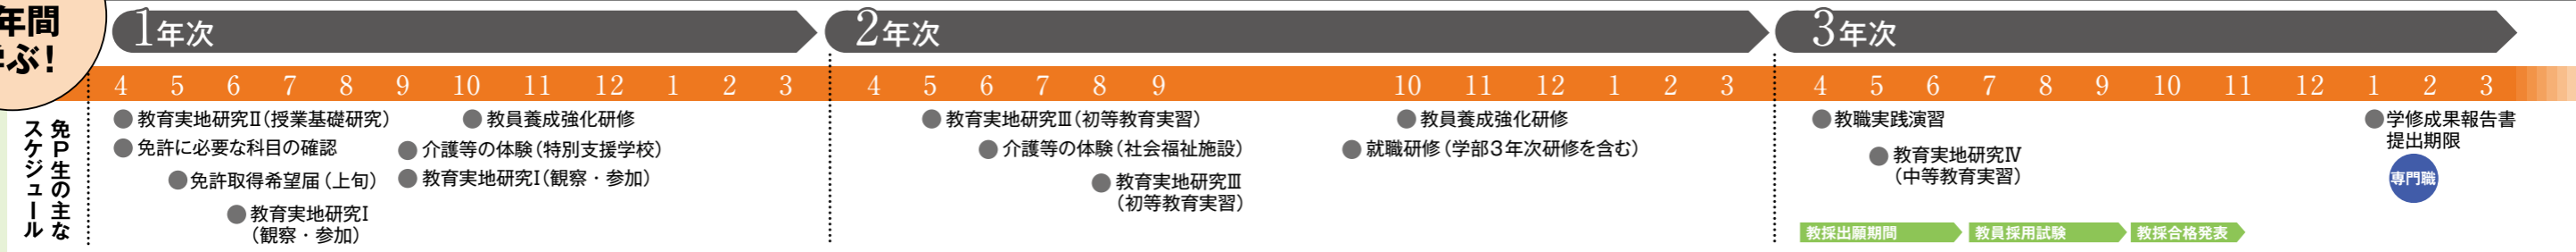 年間
ぶ!
1年次
2年次
3年次
4 5 6 7 8 9 10 11 12 1 2 3
4 5 6 7 8 9 10 11 12 1 2 3
4 5 6 7 8 9 10 11 12 1 2 3
免P生の主な
スケジュール
●教育実地研究Ⅱ(授業基礎研究)
●免許に必要な科目の確認
●免許取得希望届(上旬)
●教育実地研究Ⅰ
(観察・参加)
●教員養成強化研修
●介護等の体験(特別支援学校)
●教育実地研究Ⅰ(観察・参加)
●教育実地研究Ⅲ(初等教育実習)
●介護等の体験(社会福祉施設)
●教育実地研究Ⅲ
(初等教育実習)
●教員養成強化研修
●就職研修(学部3年次研修を含む)
●教職実践演習
●教育実地研究Ⅳ
(中等教育実習)
●学修成果報告書
提出期限
専門職
教採出願期間
教員採用試験
教採合格発表